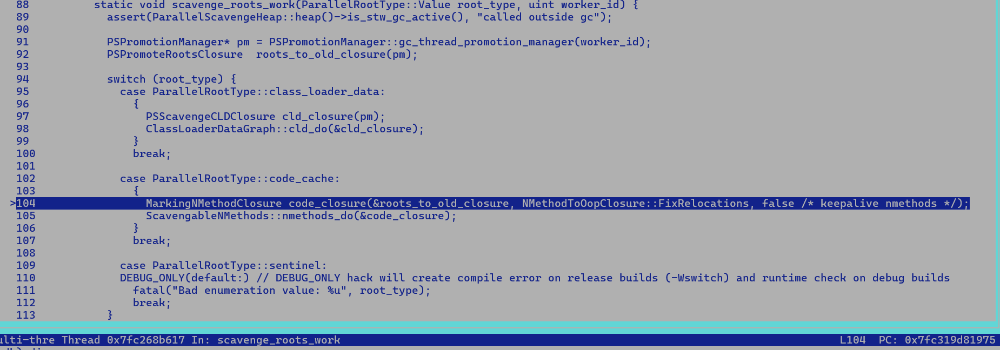 88 static void scavenge_roots_work(ParallelRootType::Value root_type, uint worker_id) {
89 assert(ParallelScavengeHeap::heap()->is_stw_gc_active(), "called outside gc");
90
91 PSPromotionManager* pm = PSPromotionManager::gc_thread_promotion_manager(worker_id);
92 PSPromoteRootsClosure  roots_to_old_closure(pm);
93
94 switch (root_type) {
95 case ParallelRootType::class_loader_data:
96 {
97 PSScavengeCLDClosure cld_closure(pm);
98 ClassLoaderDataGraph::cld_do(&cld_closure);
99 }
100 break;
101
102 case ParallelRootType::code_cache:
103 {
>104 MarkingNMethodClosure code_closure(&roots_to_old_closure, NMethodToOopClosure::FixRelocations, false /* keepalive nmethods */);
105 ScavengableNMethods::nmethods_do(&code_closure);
106 }
107 break;
108
109 case ParallelRootType::sentinel:
110 DEBUG_ONLY(default:) // DEBUG_ONLY hack will create compile error on release builds (-Wswitch) and runtime check on debug builds
111 fatal("Bad enumeration value: %u", root_type);
112 break;
113 }
ulti-thre Thread 0x7fc268b617 In: scavenge_roots_work L104 PC: 0x7fc319d81975